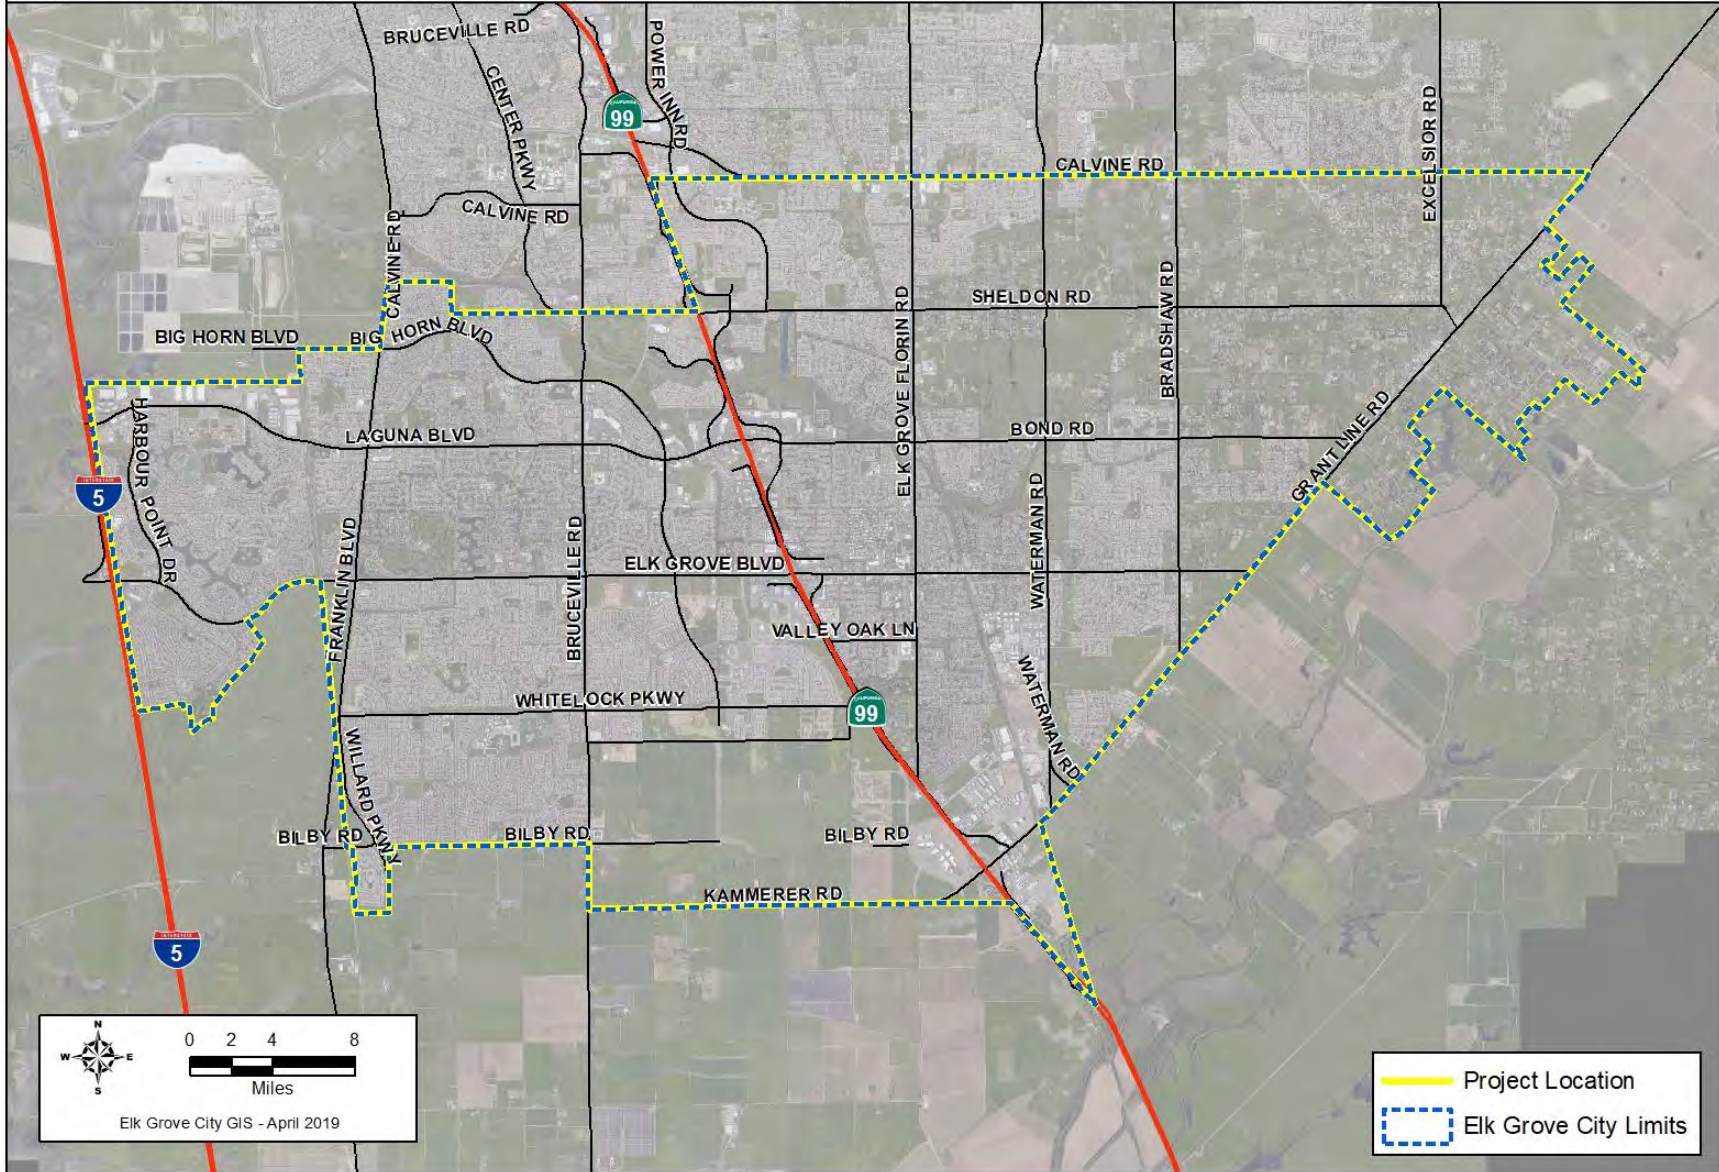 BRUCEVILLE RD
POWER INN RD
CENTER PKWY
CALIFORNIA
99
EXCELSIOR RD
CALVINE RD
CALVINE RD
CALVINE RD
ELK GROVE FLORIN RD
BRADSHAW RD
SHELDON RD
BIG HORN BLVD
BIG HORN BLVD
HARBOUR POINT DR
LAGUNA BLVD
BOND RD
GRANT LINE RD
INTERSTATE
5
WATERMAN RD
FRANKLIN BLVD
BRUCEVILLE RD
ELK GROVE BLVD
VALLEY OAK LN
WATERMAN RD
WHITELOCK PKWY
CALIFORNIA
99
WILLARD PKWY
BILBY RD
BILBY RD
BILBY RD
KAMMERER RD
INTERSTATE
5
N
W E
S
0 2 4 8
Miles
Elk Grove City GIS - April 2019
Project Location
Elk Grove City Limits